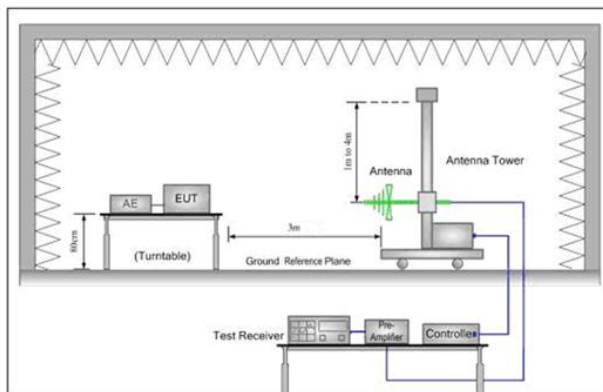 1m to 4m
Antenna
Antenna Tower
AE
EUT
80cm
(Turntable)
3m
Ground Reference Plane
Test Receiver
Pre-
Amplifier
Controller